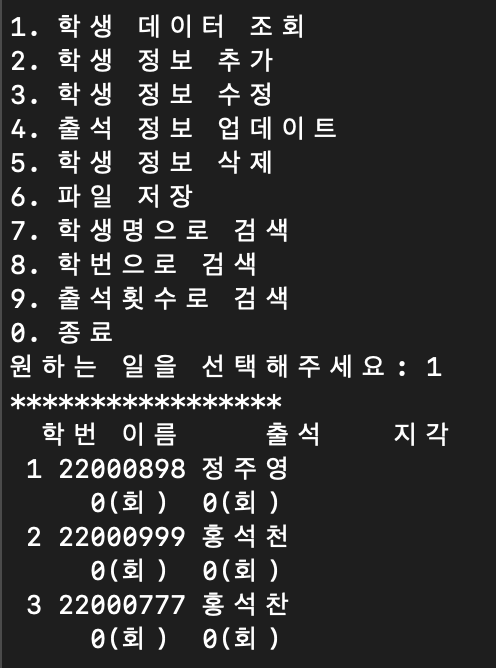 1. 학생 데이터 조회
2. 학생 정보 추가
3. 학생 정보 수정
4. 출석 정보 업데이트
5. 학생 정보 삭제
6. 파일 저장
7. 학생명으로 검색
8. 학번으로 검색
9. 출석횟수로 검색
0. 종료
원하는 일을 선택해주세요: 1
*****************
학번 이름 출석 지각
1 22000898 정주영
0(회) 0(회)
2 22000999 홍석천
0(회) 0(회)
3 22000777 홍석찬
0(회) 0(회)